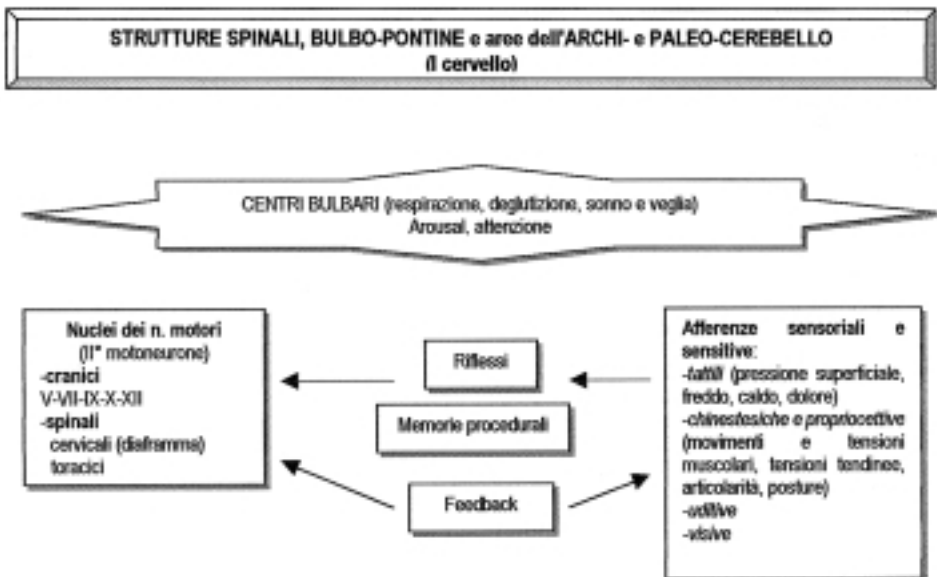 STRUTTURE SPINALI, BULBO-PONTINE e aree dell'ARCHI- e PALEO-CEREBELLO
(I cervello)
CENTRI BULBARI (respirazione, deglutizione, sonno e veglia)
Arousal, attenzione
Nuclei dei n. motori
(II° motoneurone)
-cranici
V-VII-IX-X-XII
-spinali
cervicali (diaframma)
toracici
Riflessi
Memorie procedurali
Feedback
Afferenze sensoriali e
sensitive:
-tattili (pressione superficiale,
freddo, caldo, dolore)
-chinestesiche e propriocettive
(movimenti e tensioni
muscolari, tensioni tendinee,
articolarità, posture)
-uditive
-visive